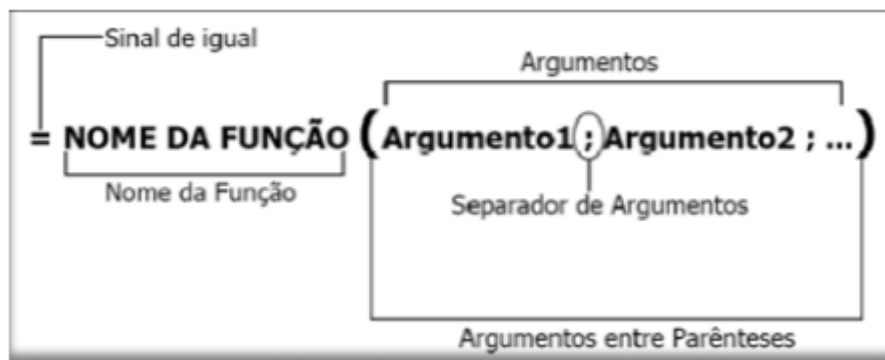 Sinal de igual
Argumentos
= NOME DA FUNÇÃO (Argumento1 ; Argumento2 ; ...)
Nome da Função
Separador de Argumentos
Argumentos entre Parênteses